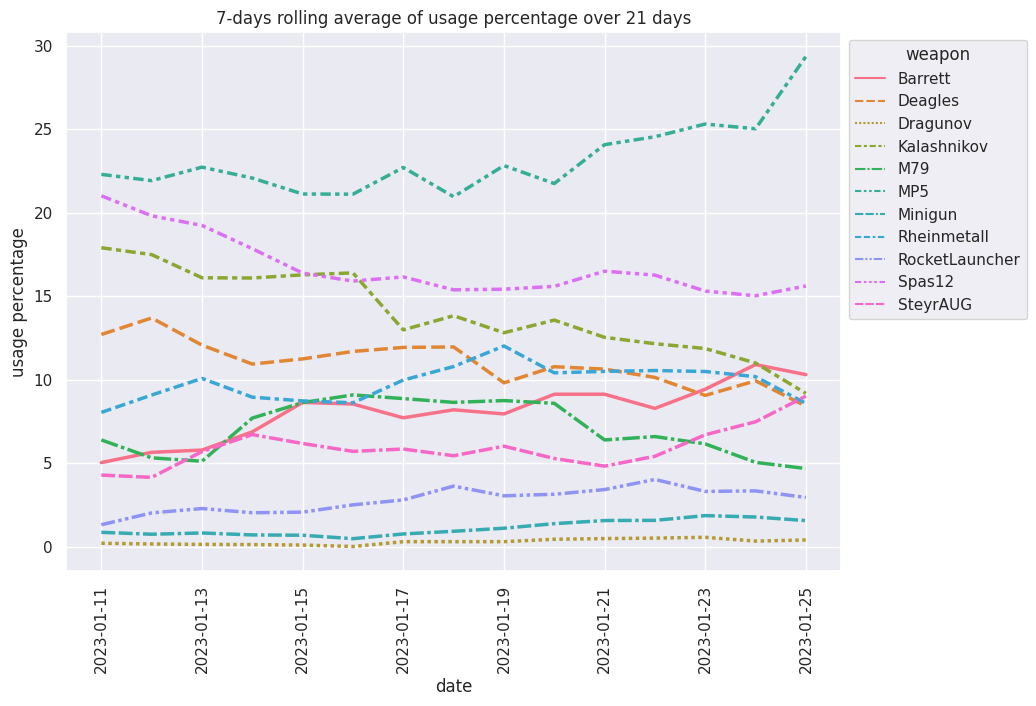 7-days rolling average of usage percentage over 21 days
30
25
20
15
10
5
0
usage percentage
2023-01-11
2023-01-13
2023-01-15
2023-01-17
2023-01-19
2023-01-21
2023-01-23
2023-01-25
date
weapon
Barrett
Deagles
Dragunov
Kalashnikov
M79
MP5
Minigun
Rheinmetall
RocketLauncher
Spas12
SteyrAUG